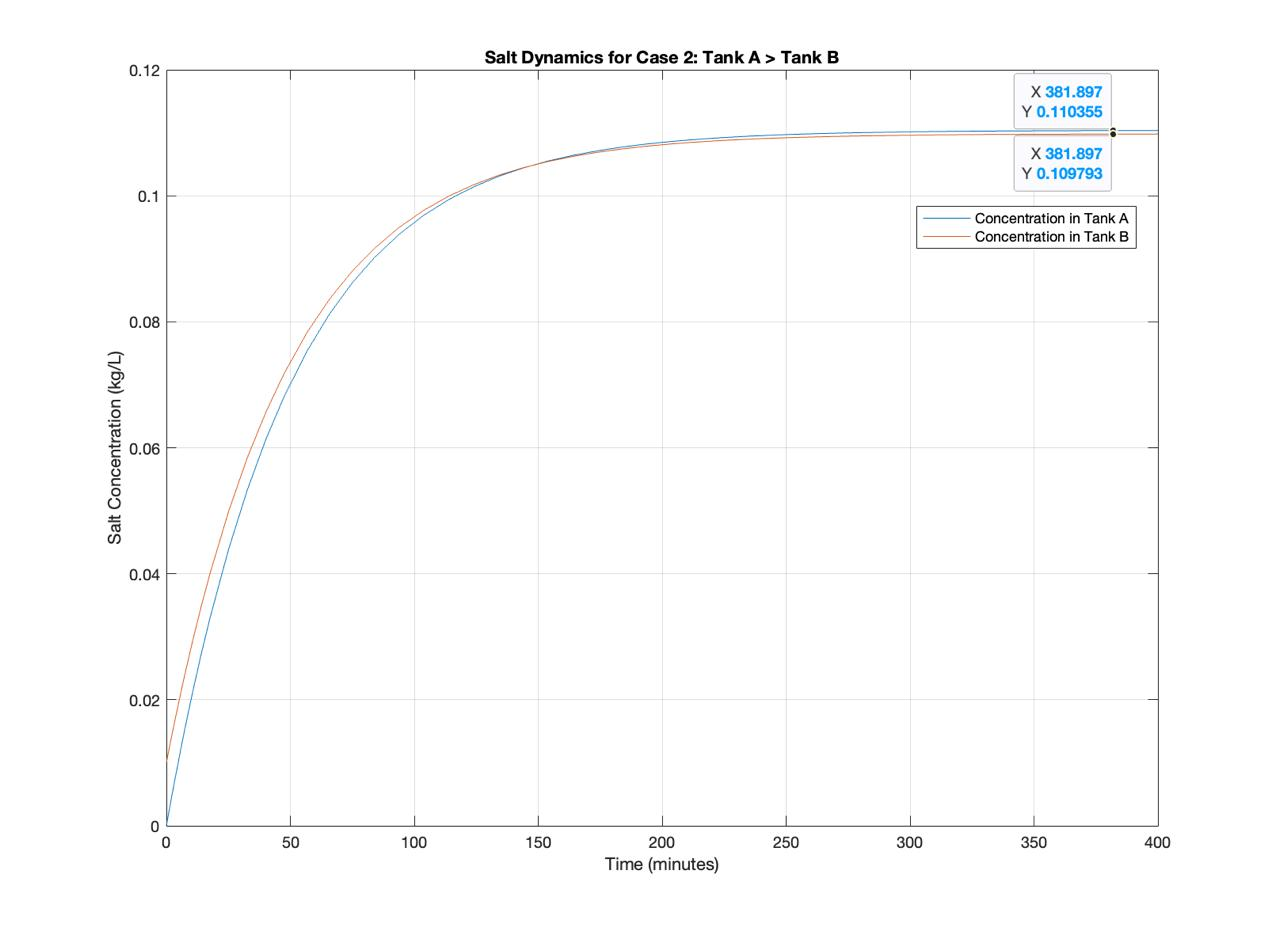 Salt Dynamics for Case 2: Tank A > Tank B
0.12
0.1
0.08
0.06
0.04
0.02
0
Salt Concentration (kg/L)
X 381.897
Y 0.110355
X 381.897
Y 0.109793
Concentration in Tank A
Concentration in Tank B
0 50 100 150 200 250 300 350 400
Time (minutes)